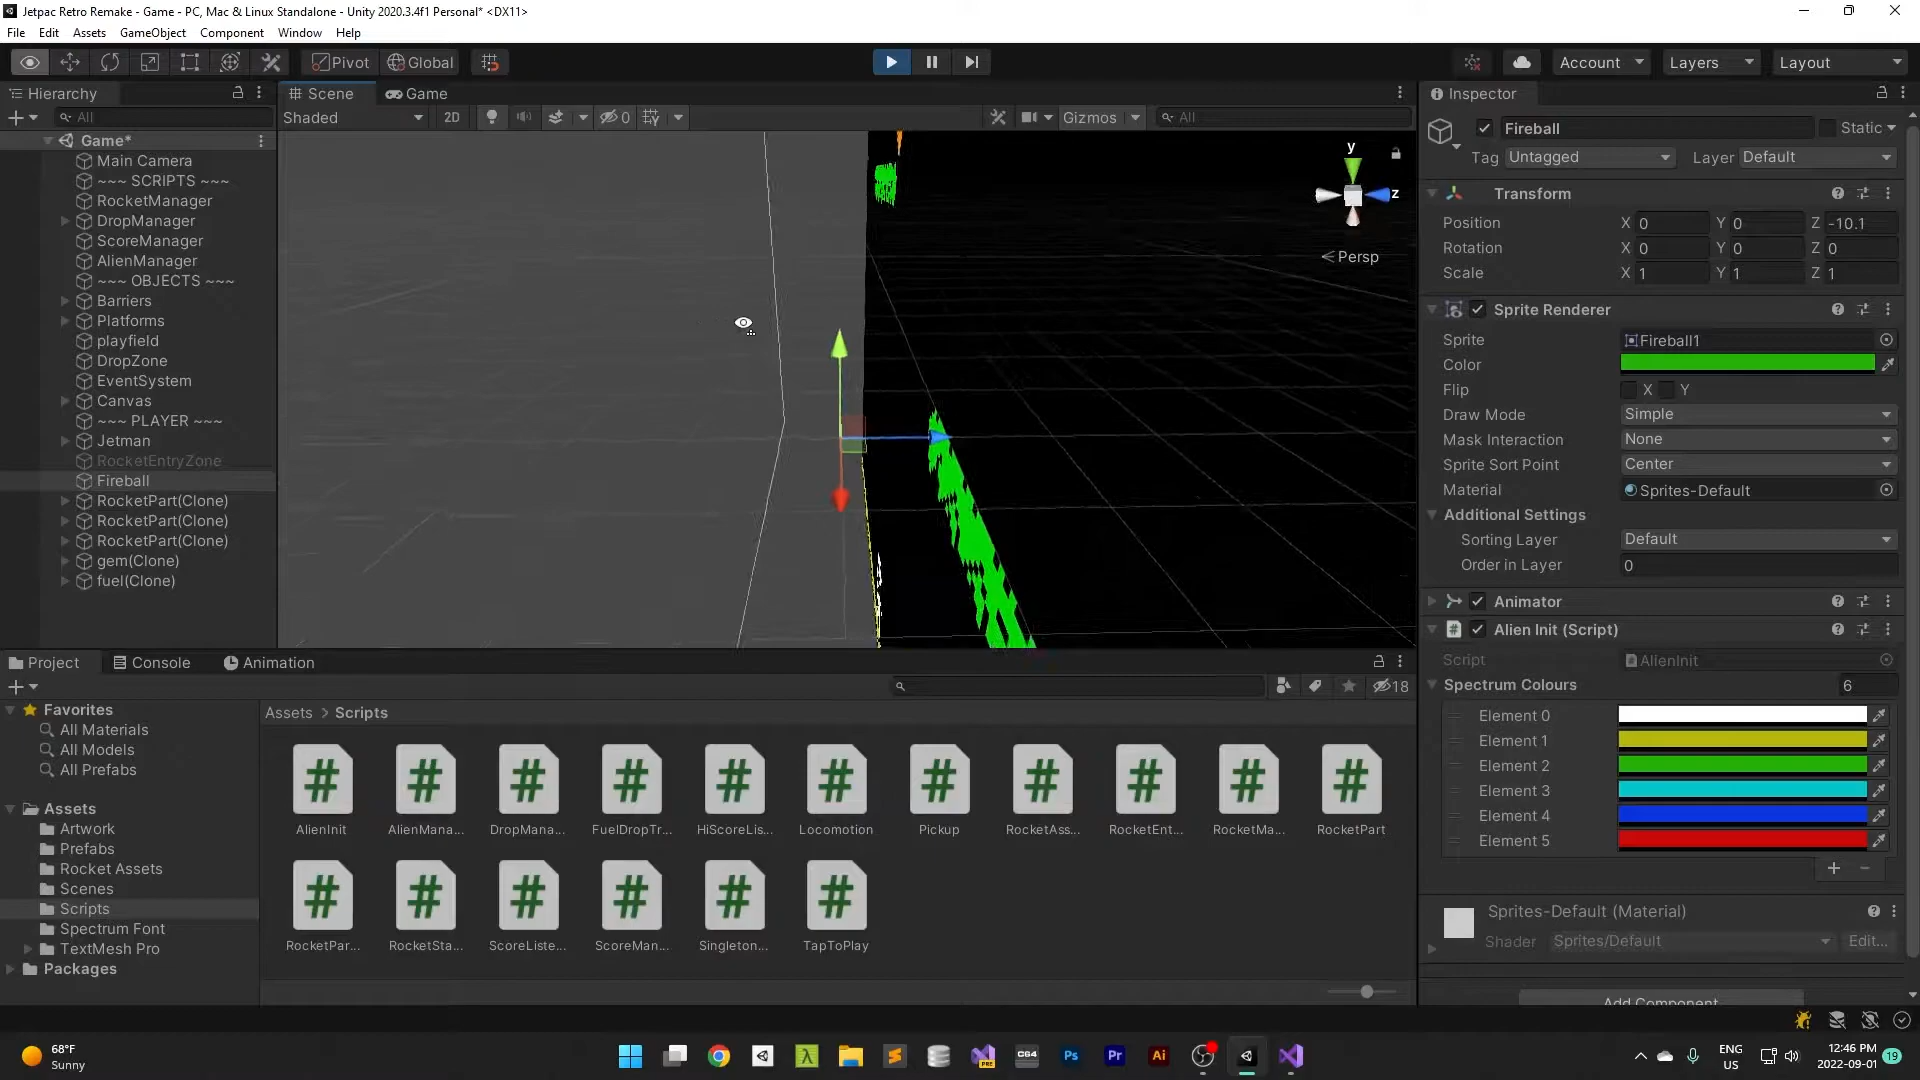 Jetpac Retro Remake - Game - PC, Mac & Linux Standalone - Unity 2020.3.4f1 Personal* <DX11>
File Edit Assets GameObject Component Window Help
Pivot Global Account Layers Layout
Hierarchy
All
Game*
Main Camera
~~~ SCRIPTS ~~~
RocketManager
DropManager
ScoreManager
AlienManager
~~~ OBJECTS ~~~
Barriers
Platforms
playfield
DropZone
EventSystem
Canvas
~~~ PLAYER ~~~
Jetman
RocketEntryZone
Fireball
RocketPart(Clone)
RocketPart(Clone)
RocketPart(Clone)
gem(Clone)
fuel(Clone)
Scene Game
Shaded 2D 0 Gizmos All
y
z
Persp
Inspector
Fireball Static
Tag Untagged Layer Default
Transform
Position X 0 Y 0 Z -10.1
Rotation X 0 Y 0 Z 0
Scale X 1 Y 1 Z 1
Sprite Renderer
Sprite Fireball1
Color
Flip X Y
Draw Mode Simple
Mask Interaction None
Sprite Sort Point Center
Material Sprites-Default
Additional Settings
Sorting Layer Default
Order in Layer 0
Animator
Alien Init (Script)
Script AlienInit
Spectrum Colours 6
Element 0
Element 1
Element 2
Element 3
Element 4
Element 5
Sprites-Default (Material)
Shader Sprites/Default Edit...
Add Component
Project Console Animation
18
Favorites
All Materials
All Models
All Prefabs
Assets
Artwork
Prefabs
Rocket Assets
Scenes
Scripts
Spectrum Font
TextMesh Pro
Packages
Assets > Scripts
AlienInit AlienMana... DropMana... FuelDropTr... HiScoreLis... Locomotion Pickup RocketAss... RocketEnt... RocketMa... RocketPart
RocketPar... RocketSta... ScoreListe... ScoreMan... Singleton... TapToPlay
68°F
Sunny
C64 Ps Pr Ai
ENG
US
12:46 PM
2022-09-01
19